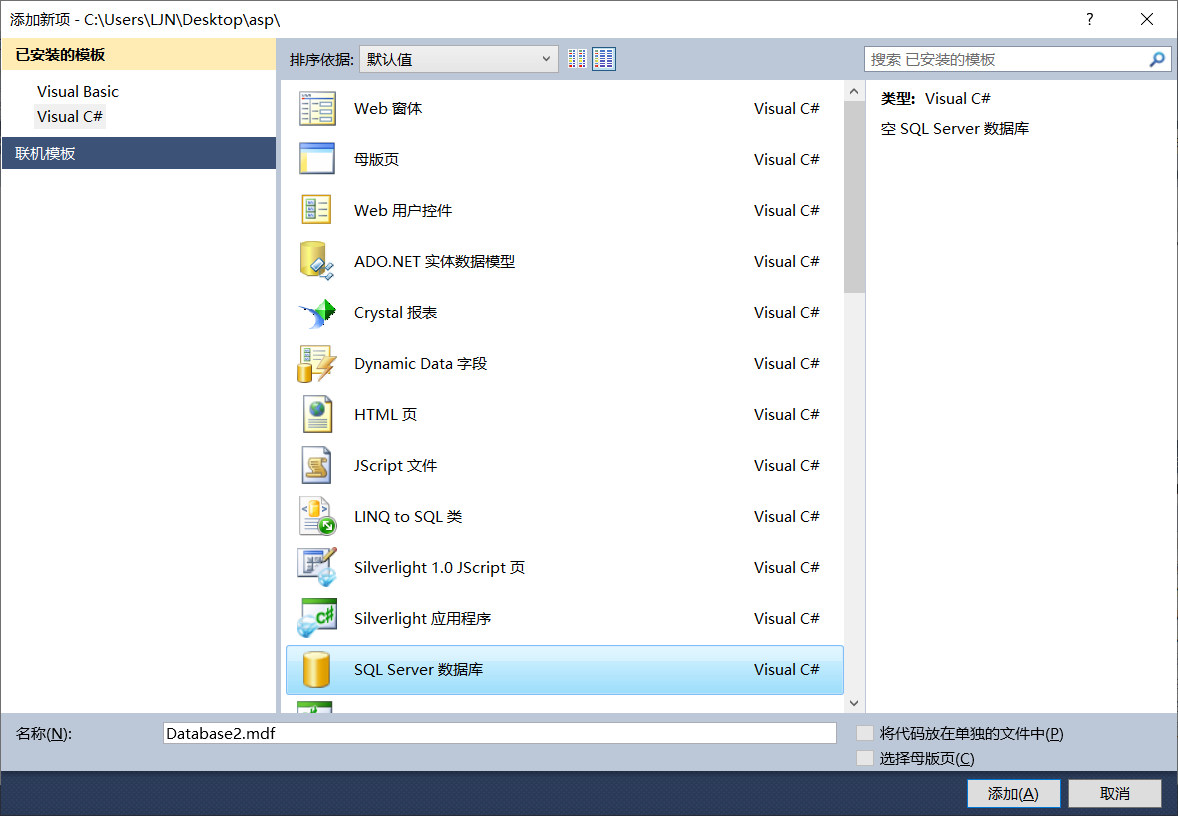 添加新项 - C:\Users\LJN\Desktop\asp\
?
已安装的模板
Visual Basic
Visual C#
联机模板
排序依据: 默认值
搜索 已安装的模板
Web 窗体 Visual C#
母版页 Visual C#
Web 用户控件 Visual C#
ADO.NET 实体数据模型 Visual C#
Crystal 报表 Visual C#
Dynamic Data 字段 Visual C#
HTML 页 Visual C#
JScript 文件 Visual C#
LINQ to SQL 类 Visual C#
Silverlight 1.0 JScript 页 Visual C#
Silverlight 应用程序 Visual C#
SQL Server 数据库 Visual C#
类型: Visual C#
空 SQL Server 数据库
名称(N): Database2.mdf
将代码放在单独的文件中(P)
选择母版页(C)
添加(A) 取消